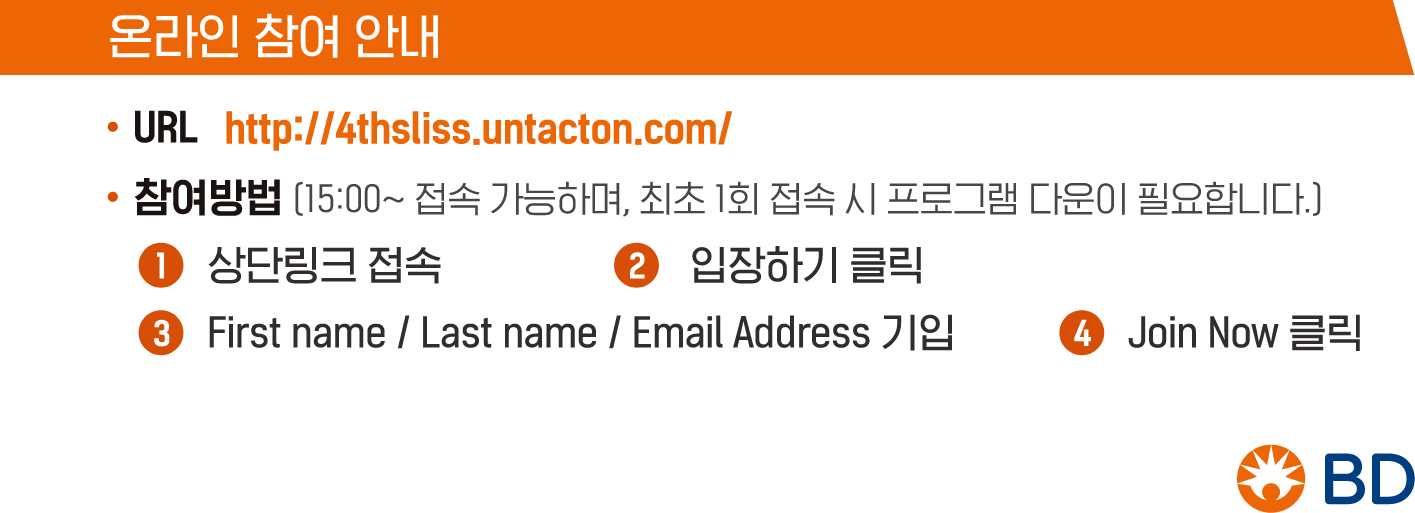 온라인 참여 안내
• URL http://4thsliss.untacton.com/
• 참여방법 (15:00~ 접속 가능하며, 최초 1회 접속 시 프로그램 다운이 필요합니다.)
1 상단링크 접속 2 입장하기 클릭
3 First name / Last name / Email Address 기입 4 Join Now 클릭
BD